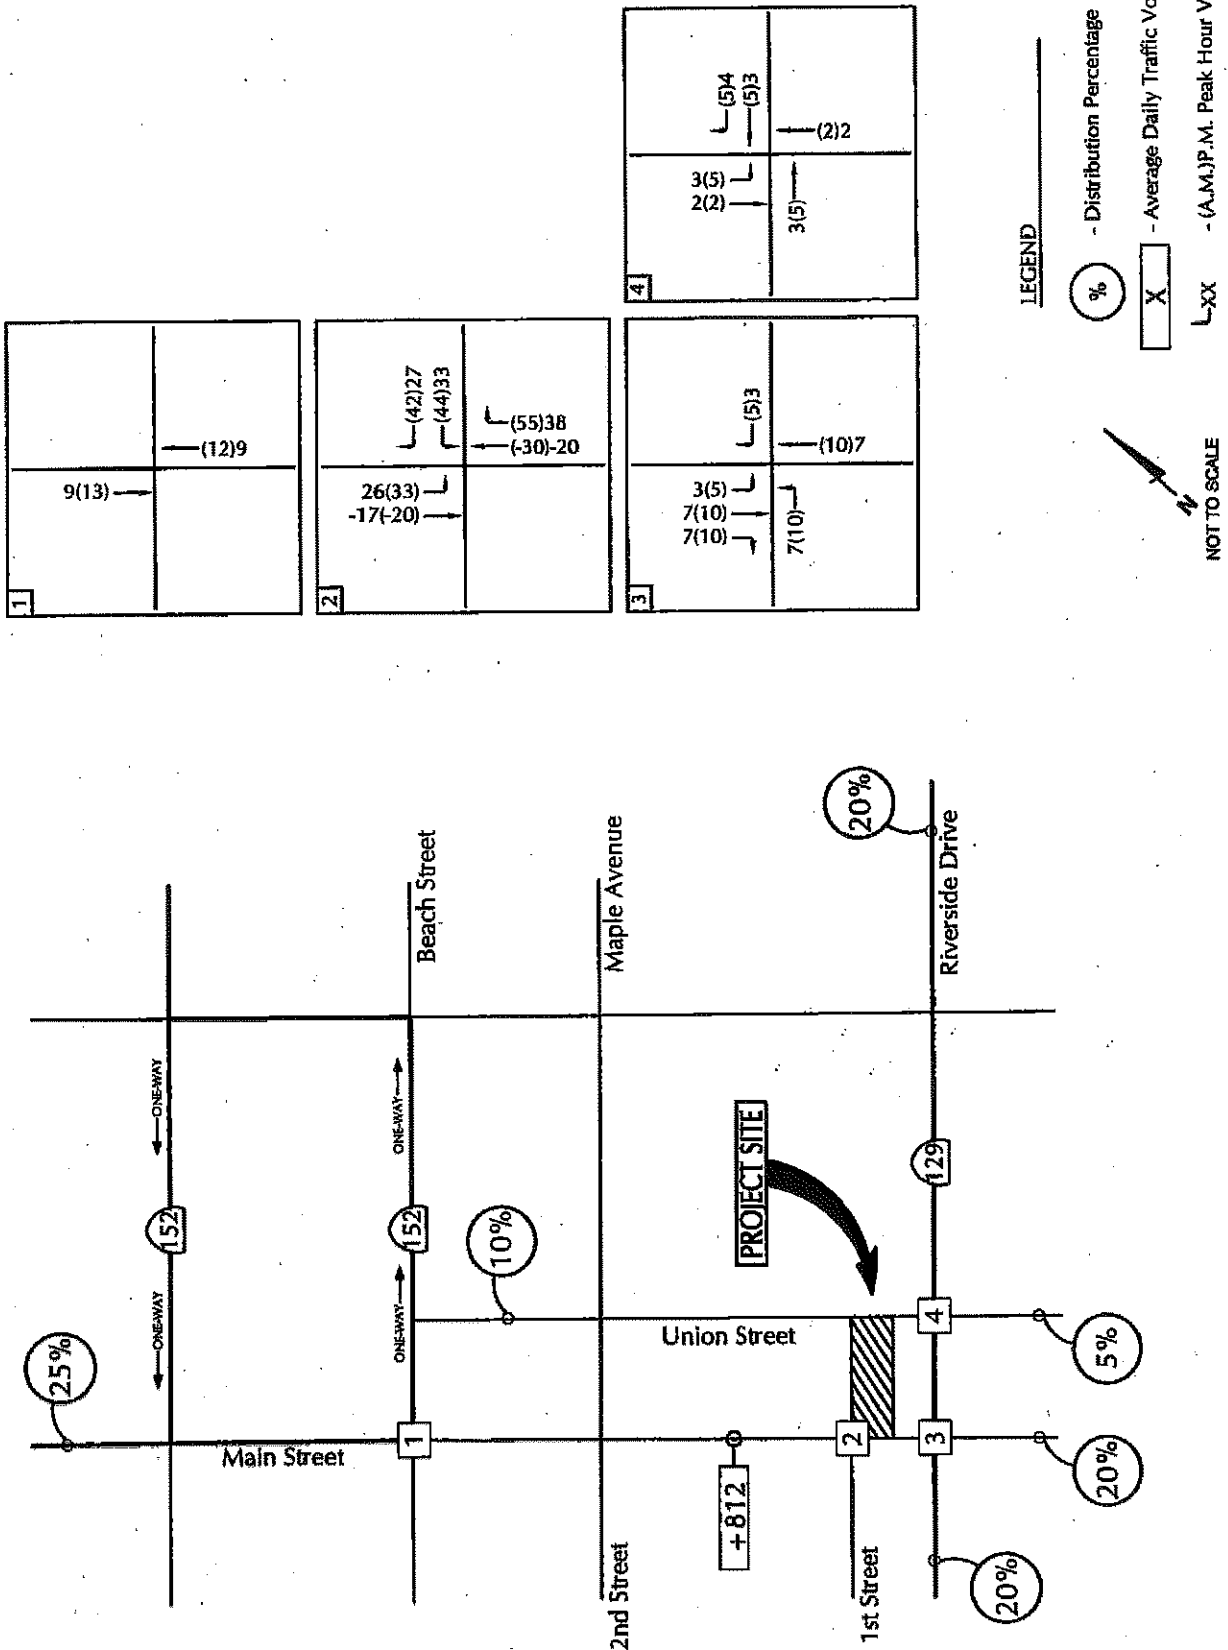 1
9(13)
(12)9
2
26(33)
-17(-20)
(42)27
(44)33
(55)38
(-30)-20
3
3(5)
7(10)
7(10)
7(10)
(5)3
(10)7
4
3(5)
2(2)
3(5)
(5)4
(5)3
(2)2
LEGEND
% - Distribution Percentage
X - Average Daily Traffic Vo
XX - (A.M.)P.M. Peak Hour V
N
NOT TO SCALE
25%
ONE-WAY
152
ONE-WAY
Main Street
1
ONE-WAY
152
ONE-WAY
Beach Street
10%
2nd Street
Maple Avenue
+812
Union Street
PROJECT SITE
1st Street
2
3
4
129
Riverside Drive
20%
20%
20%
5%